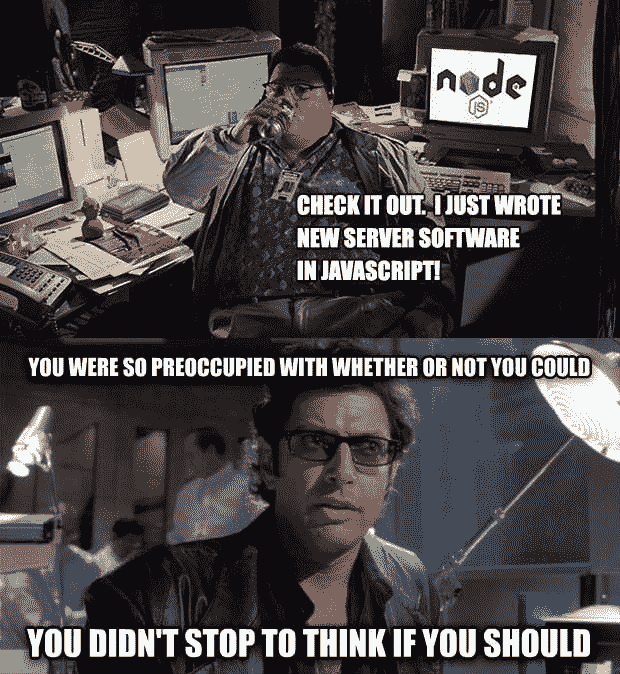 node
JS
CHECK IT OUT. I JUST WROTE
NEW SERVER SOFTWARE
IN JAVASCRIPT!
YOU WERE SO PREOCCUPIED WITH WHETHER OR NOT YOU COULD
YOU DIDN'T STOP TO THINK IF YOU SHOULD